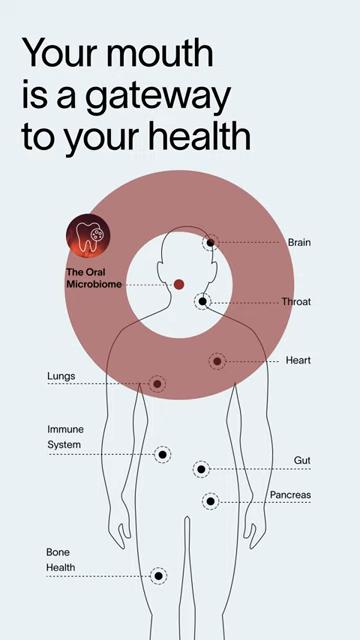 Your mouth
is a gateway
to your health
Brain
The Oral
Microbiome
Throat
Heart
Lungs
Immune
System
Gut
Pancreas
Bone
Health